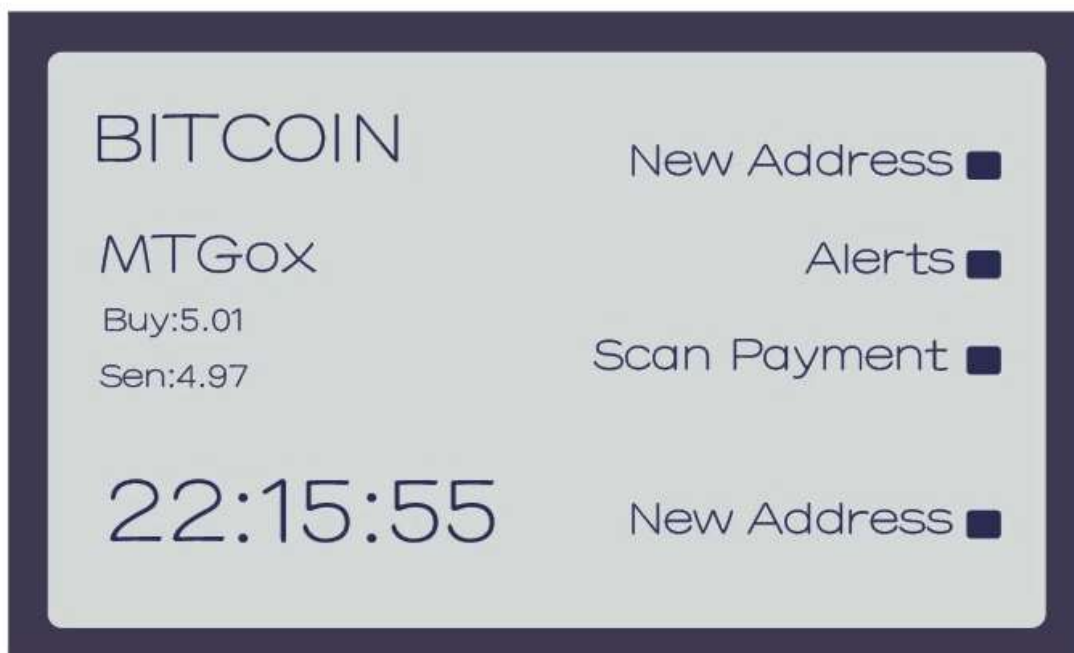 BITCOIN
MTGox
Buy:5.01
Sen:4.97
22:15:55
New Address
Alerts
Scan Payment
New Address